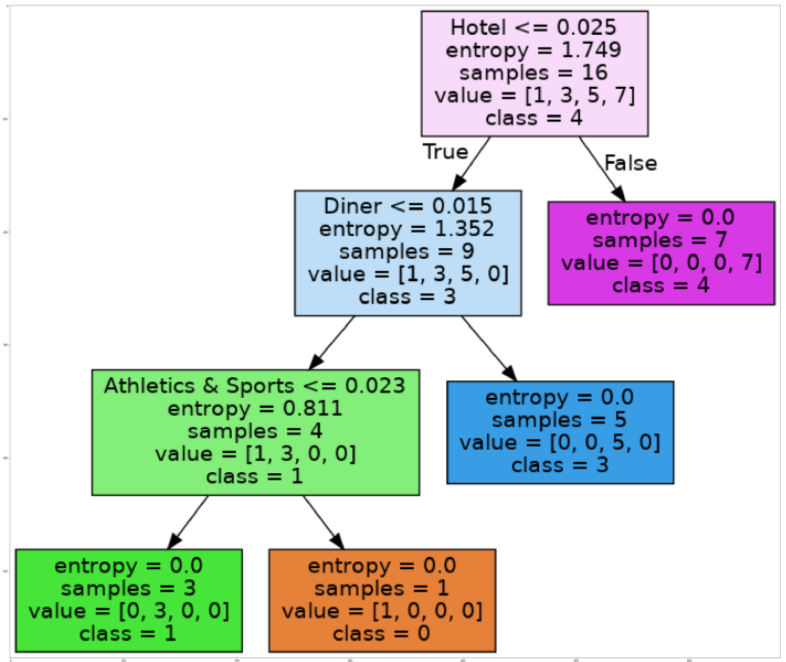 Hotel <= 0.025
entropy = 1.749
samples = 16
value = [1, 3, 5, 7]
class = 4
True
False
Diner <= 0.015
entropy = 1.352
samples = 9
value = [1, 3, 5, 0]
class = 3
entropy = 0.0
samples = 7
value = [0, 0, 0, 7]
class = 4
Athletics & Sports <= 0.023
entropy = 0.811
samples = 4
value = [1, 3, 0, 0]
class = 1
entropy = 0.0
samples = 5
value = [0, 0, 5, 0]
class = 3
entropy = 0.0
samples = 3
value = [0, 3, 0, 0]
class = 1
entropy = 0.0
samples = 1
value = [1, 0, 0, 0]
class = 0